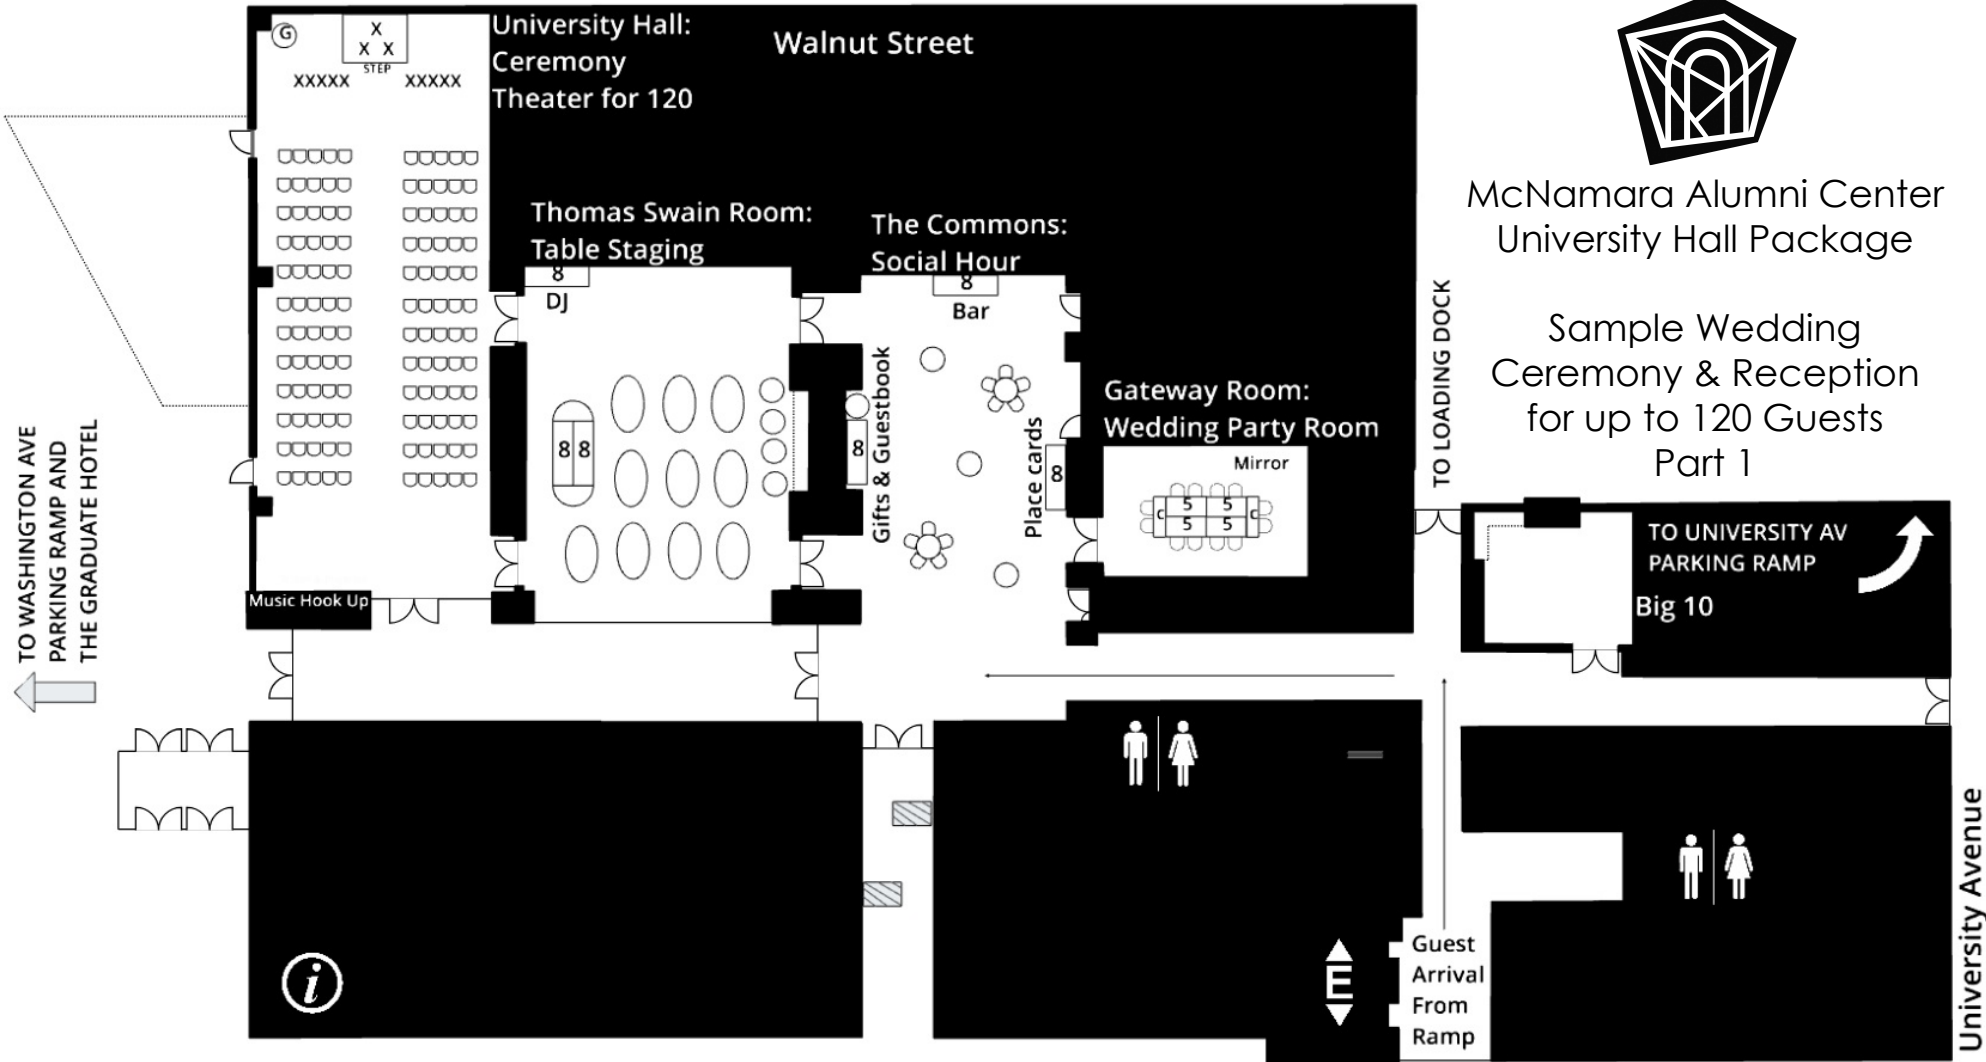 G
X
X X
STEP
XXXXX XXXXX
University Hall:
Ceremony
Theater for 120
Walnut Street
McNamara Alumni Center
University Hall Package
Sample Wedding
Ceremony & Reception
for up to 120 Guests
Part 1
Thomas Swain Room:
Table Staging
8
DJ
8 8
The Commons:
Social Hour
8
Bar
Gifts & Guestbook
8
Place cards
8
Gateway Room:
Wedding Party Room
Mirror
C 5 5 C
5 5
TO LOADING DOCK
TO UNIVERSITY AV
PARKING RAMP
Big 10
Music Hook Up
TO WASHINGTON AVE
PARKING RAMP AND
THE GRADUATE HOTEL
i
E
Guest
Arrival
From
Ramp
University Avenue